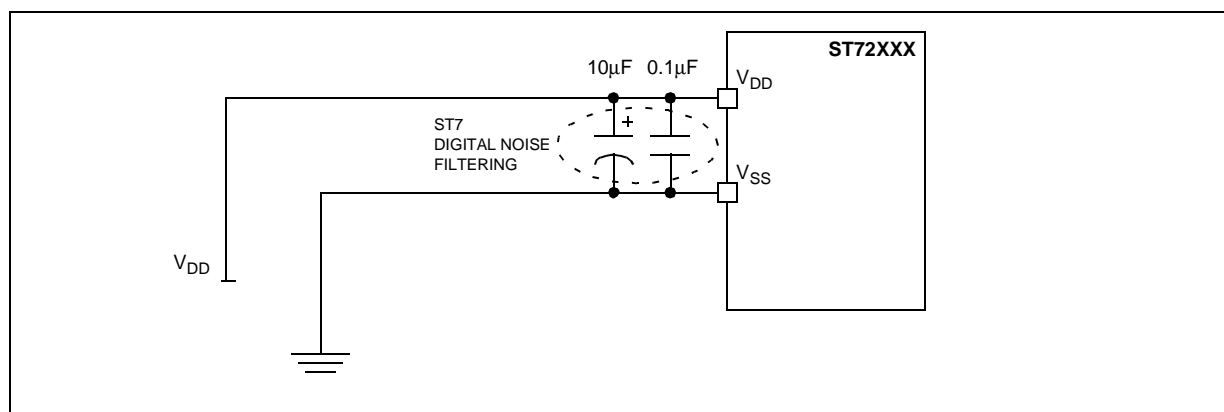 ST72XXX
10μF 0.1μF
VDD
ST7
+
DIGITAL NOISE
FILTERING
VSS
VDD